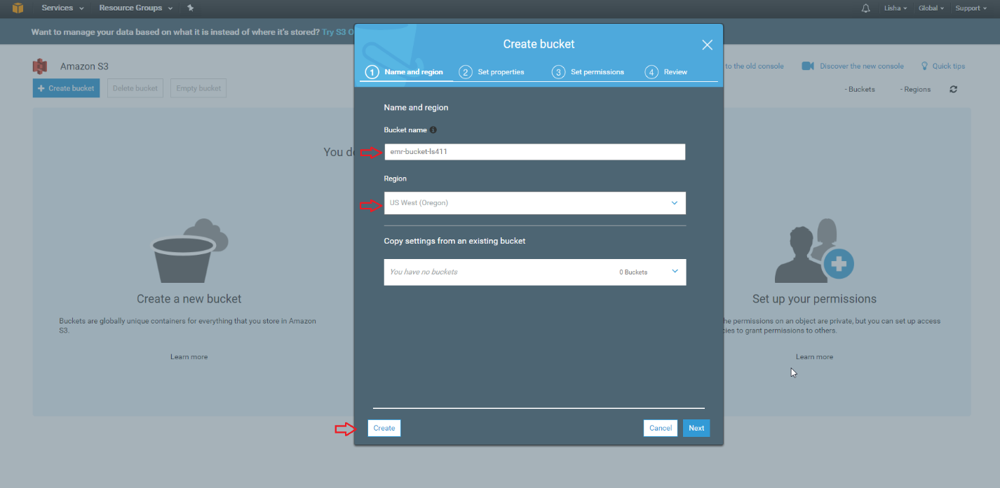 Services Resource Groups Lisha Global Support
Want to manage your data based on what it is instead of where it's stored? Try S3
Amazon S3
to the old console Discover the new console Quick tips
Create bucket Delete bucket Empty bucket
- Buckets - Regions
You
Create a new bucket
Buckets are globally unique containers for everything that you store in Amazon
S3.
Learn more
Create bucket
1 Name and region 2 Set properties 3 Set permissions 4 Review
Name and region
Bucket name
emr-bucket-ls411
Region
US West (Oregon)
Copy settings from an existing bucket
You have no buckets 0 Buckets
Create Cancel Next
Set up your permissions
the permissions on an object are private, but you can set up access
to grant permissions to others.
Learn more